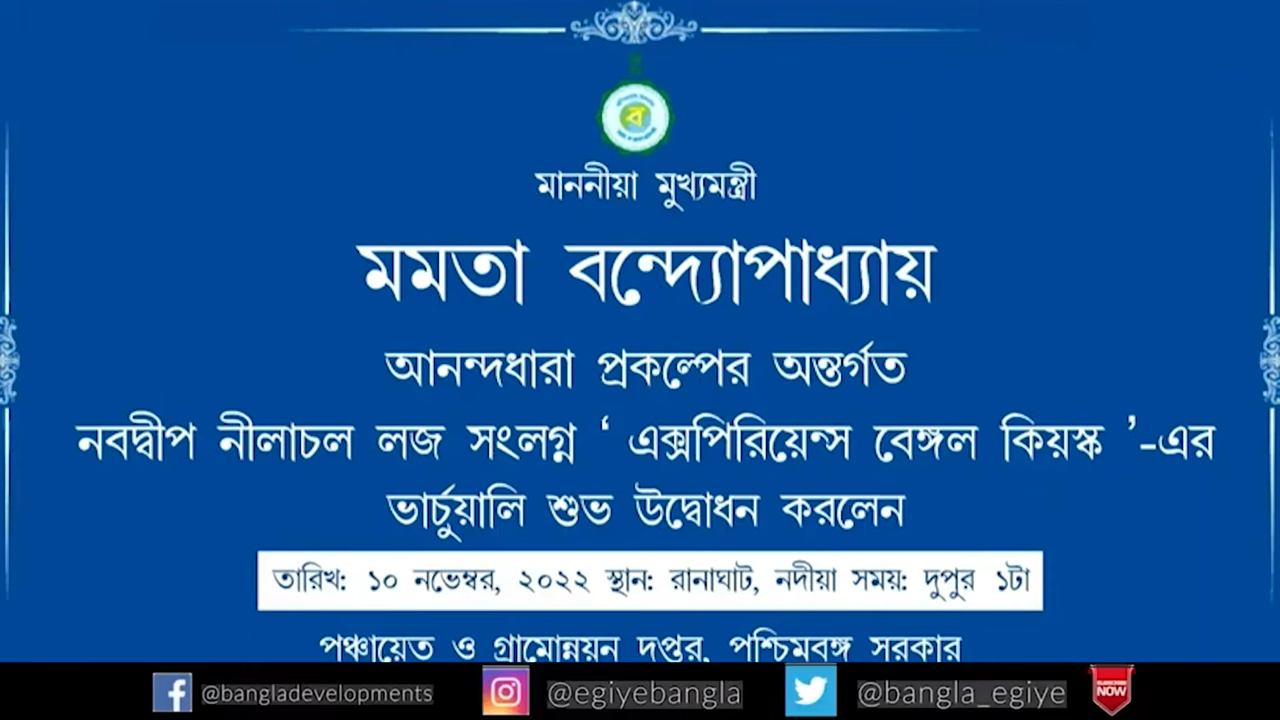 মাননীয়া মুখ্যমন্ত্রী
মমতা বন্দ্যোপাধ্যায়
আনন্দধারা প্রকল্পের অন্তর্গত
নবদ্বীপ নীলাচল লজ সংলগ্ন ‘ এক্সপিরিয়েন্স বেঙ্গল কিয়স্ক ’-এর
ভার্চুয়ালি শুভ উদ্বোধন করলেন
তারিখ: ১০ নভেম্বর, ২০২২ স্থান: রানাঘাট, নদীয়া সময়: দুপুর ১টা
পঞ্চায়েত ও গ্রামোন্নয়ন দপ্তর, পশ্চিমবঙ্গ সরকার
@bangladevelopments @egiyebangla @bangla_egiye SUBSCRIBE NOW